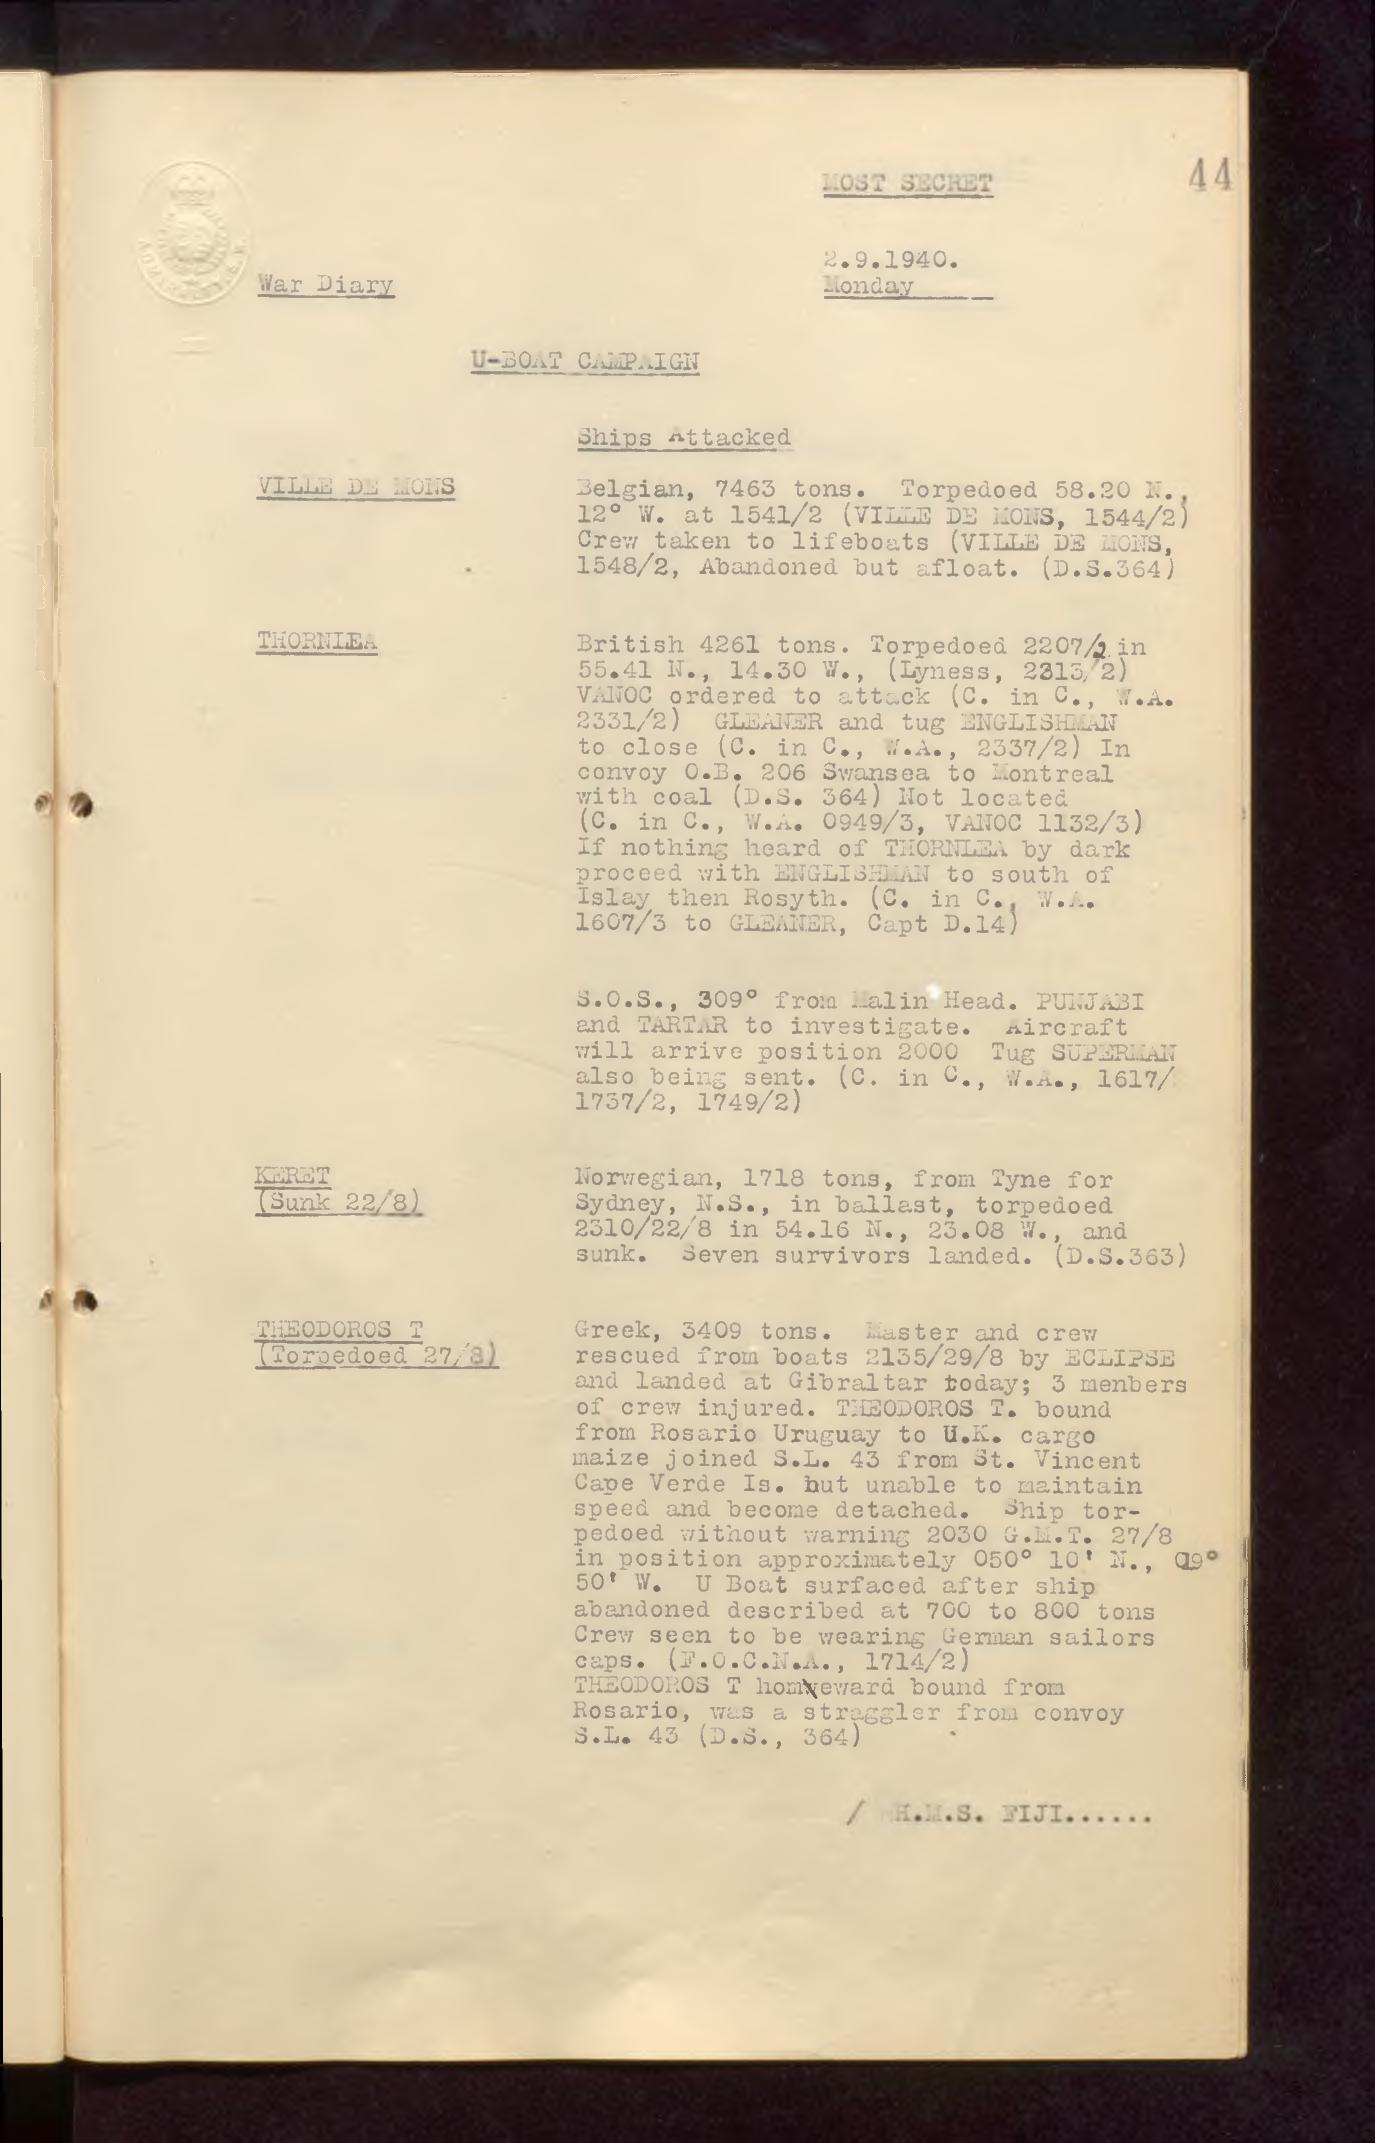 MOST SECRET
44
2.9.1940.
War Diary
Monday
U-BOAT CAMPAIGN
Ships Attacked
VILLE DE MONS
Belgian, 7463 tons. Torpedoed 58.20 N.,
12° W. at 1541/2 (VILLE DE MONS, 1544/2)
Crew taken to lifeboats (VILLE DE MONS,
1548/2, Abandoned but afloat. (D.S.364)
THORNLEA
British 4261 tons. Torpedoed 2207/2 in
55.41 N., 14.30 W., (Lyness, 2313/2)
VANOC ordered to attack (C. in C., W.A.
2331/2) GLEANER and tug ENGLISHMAN
to close (C. in C., W.A., 2337/2) In
convoy O.B. 206 Swansea to Montreal
with coal (D.S. 364) Not located
(C. in C., W.A. 0949/3, VANOC 1132/3)
If nothing heard of THORNLEA by dark
proceed with ENGLISHMAN to south of
Islay then Rosyth. (C. in C., W.A.
1607/3 to GLEANER, Capt D.14)
S.O.S., 309° from Malin Head. PUNJABI
and TARTAR to investigate. Aircraft
will arrive position 2000 Tug SUPERMAN
also being sent. (C. in C., W.A., 1617/
1737/2, 1749/2)
KERET
(Sunk 22/8)
Norwegian, 1718 tons, from Tyne for
Sydney, N.S., in ballast, torpedoed
2310/22/8 in 54.16 N., 23.08 W., and
sunk. Seven survivors landed. (D.S.363)
THEODOROS T
(Torpedoed 27/8)
Greek, 3409 tons. Master and crew
rescued from boats 2135/29/8 by ECLIPSE
and landed at Gibraltar today; 3 menbers
of crew injured. THEODOROS T. bound
from Rosario Uruguay to U.K. cargo
maize joined S.L. 43 from St. Vincent
Cape Verde Is. but unable to maintain
speed and become detached. Ship tor-
pedoed without warning 2030 G.M.T. 27/8
in position approximately 050° 10' N., 019°
50' W. U Boat surfaced after ship
abandoned described at 700 to 800 tons
Crew seen to be wearing German sailors
caps. (F.O.C.N.A., 1714/2)
THEODOROS T homeward bound from
Rosario, was a straggler from convoy
S.L. 43 (D.S., 364)
/ H.M.S. FIJI......